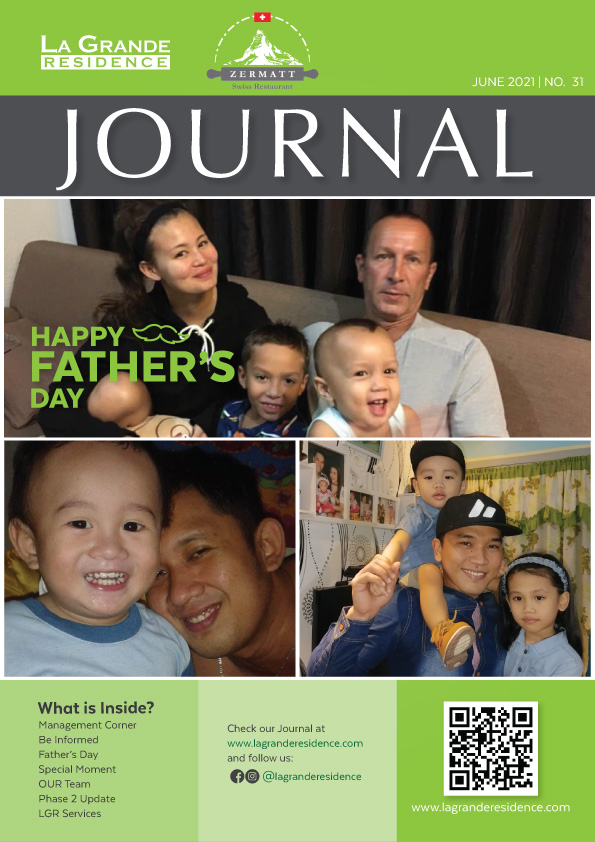 LA GRANDE
RESIDENCE
ZERMATT
Swiss Restaurant
JUNE 2021 | NO. 31
JOURNAL
HAPPY
FATHER'S
DAY
What is Inside?
Management Corner
Be Informed
Father's Day
Special Moment
OUR Team
Phase 2 Update
LGR Services
Check our Journal at
www.lagranderesidence.com
and follow us:
@lagranderesidence
www.lagranderesidence.com